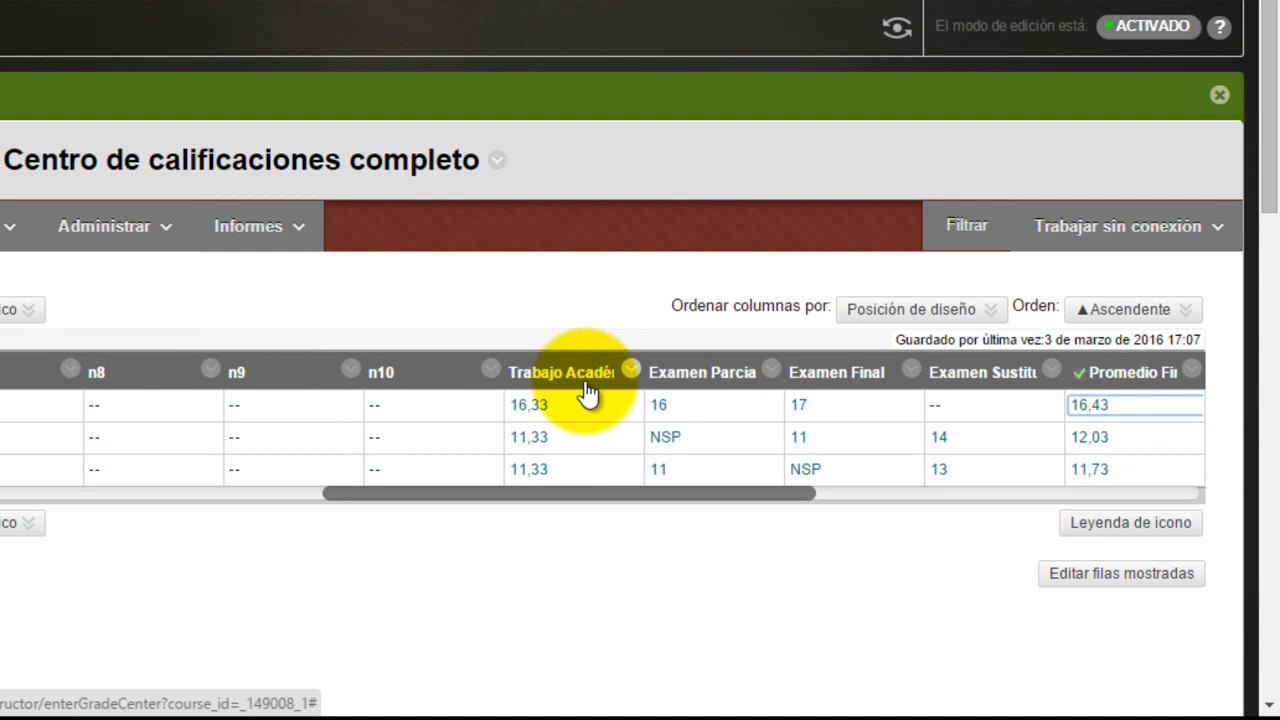 El modo de edición está: ACTIVADO ?
Centro de calificaciones completo
Administrar Informes Filtrar Trabajar sin conexión
ico Ordenar columnas por: Posición de diseño Orden: ▲Ascendente
Guardado por última vez:3 de marzo de 2016 17:07
n8 n9 n10 Trabajo Académ Examen Parcia Examen Final Examen Sustitu Promedio Fin
-- -- -- 16,33 16 17 -- 16,43
-- -- -- 11,33 NSP 11 14 12,03
-- -- -- 11,33 11 NSP 13 11,73
ico Leyenda de icono
Editar filas mostradas
ructor/enterGradeCenter?course_id=_149008_1#